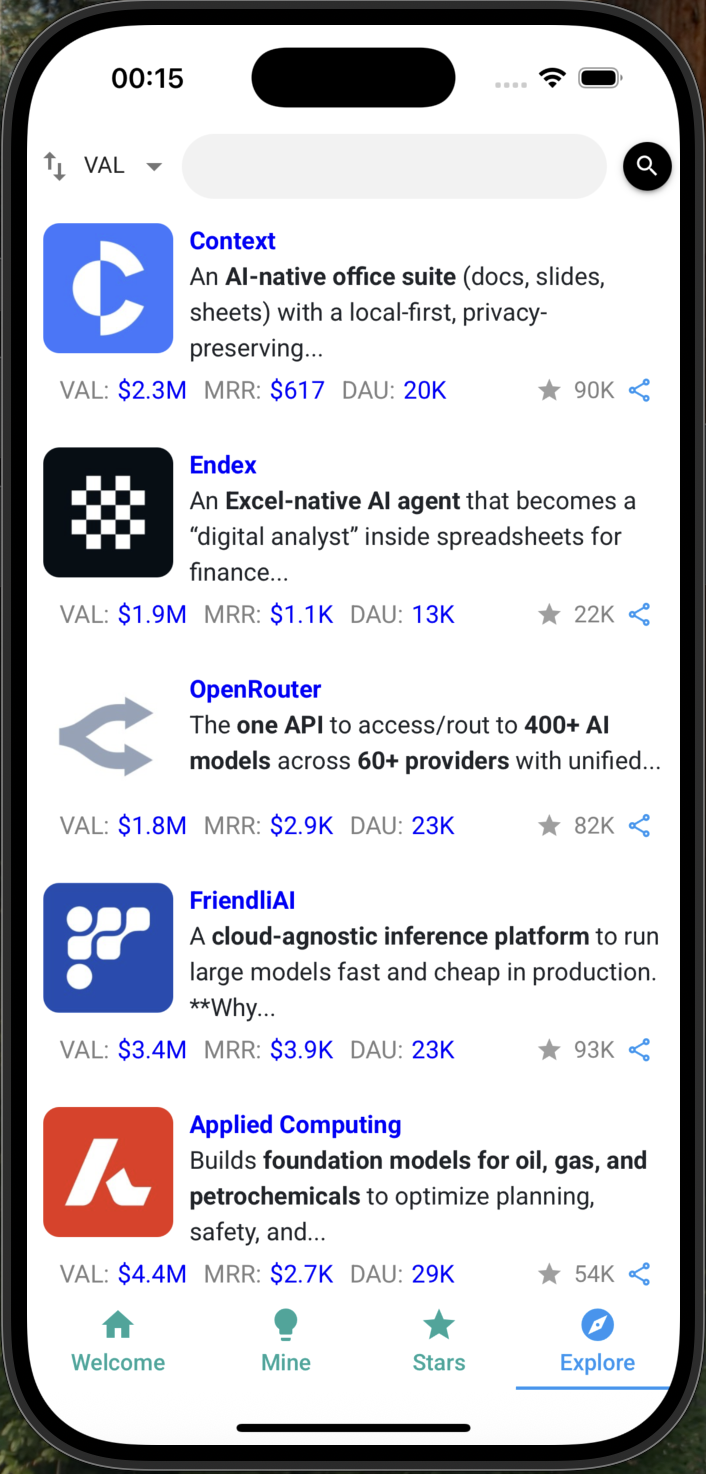 00:15
VAL
Context
An AI-native office suite (docs, slides,
sheets) with a local-first, privacy-
preserving...
VAL: $2.3M MRR: $617 DAU: 20K 90K
Endex
An Excel-native AI agent that becomes a
“digital analyst” inside spreadsheets for
finance...
VAL: $1.9M MRR: $1.1K DAU: 13K 22K
OpenRouter
The one API to access/rout to 400+ AI
models across 60+ providers with unified...
VAL: $1.8M MRR: $2.9K DAU: 23K 82K
FriendliAI
A cloud-agnostic inference platform to run
large models fast and cheap in production.
**Why...
VAL: $3.4M MRR: $3.9K DAU: 23K 93K
Applied Computing
Builds foundation models for oil, gas, and
petrochemicals to optimize planning,
safety, and...
VAL: $4.4M MRR: $2.7K DAU: 29K 54K
Welcome Mine Stars Explore